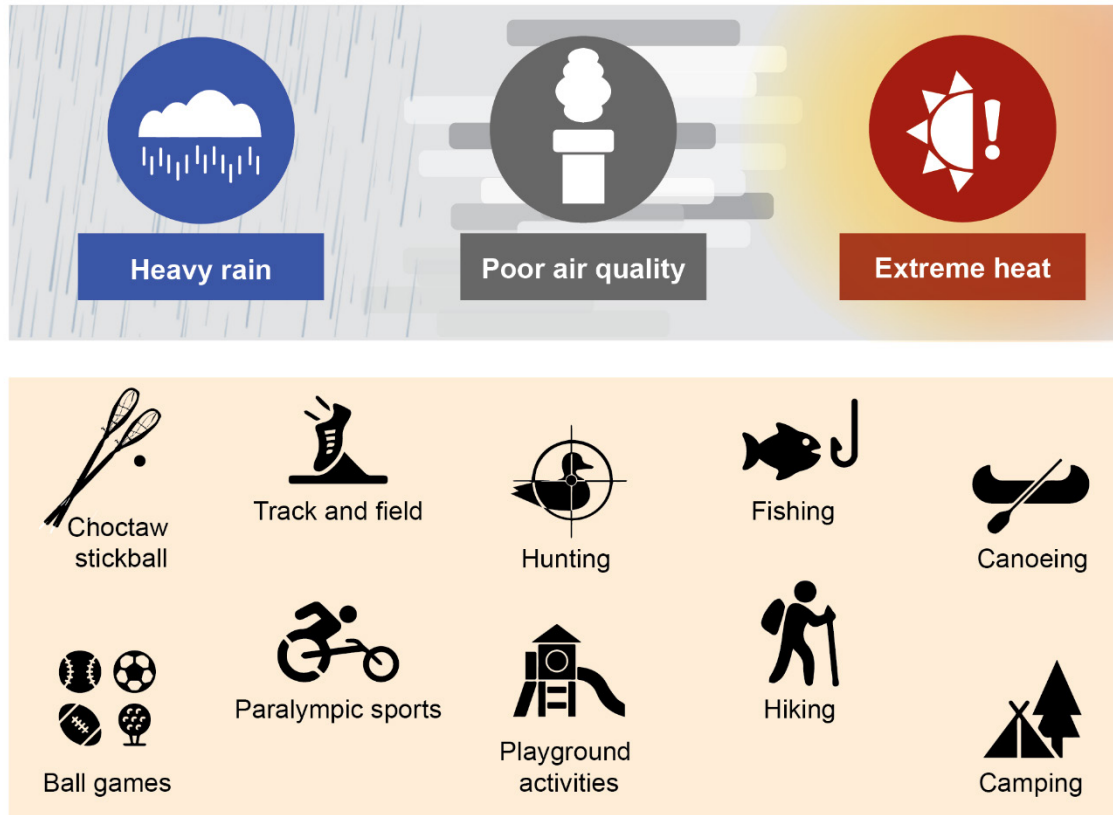 Heavy rain
Poor air quality
Extreme heat
Choctaw
stickball
Track and field
Hunting
Fishing
Canoeing
Ball games
Paralympic sports
Playground
activities
Hiking
Camping